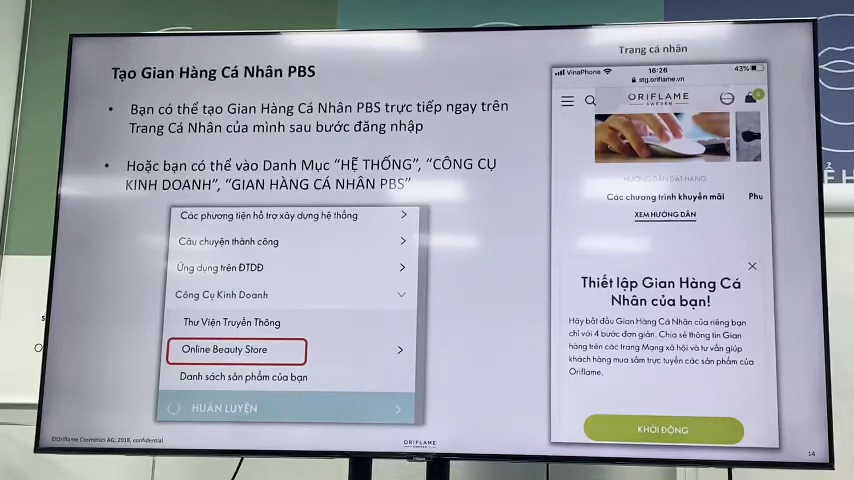 Tạo Gian Hàng Cá Nhân PBS
• Bạn có thể tạo Gian Hàng Cá Nhân PBS trực tiếp ngay trên
Trang Cá Nhân của mình sau bước đăng nhập
• Hoặc bạn có thể vào Danh Mục “HỆ THỐNG”, “CÔNG CỤ
KINH DOANH”, “GIAN HÀNG CÁ NHÂN PBS”
Các phương tiện hỗ trợ xây dựng hệ thống
Câu chuyện thành công
Ứng dụng trên ĐTDĐ
Công Cụ Kinh Doanh
Thư Viện Truyền Thông
Online Beauty Store
Danh sách sản phẩm của bạn
HUẤN LUYỆN
©Oriflame Cosmetics AG, 2018, confidential
ORIFLAME
SWEDEN
Trang cá nhân
VinaPhone 16:26 43%
stg.oriflame.vn
ORIFLAME
SWEDEN
HƯỚNG DẪN ĐẶT HÀNG
Các chương trình khuyến mãi Phu
XEM HƯỚNG DẪN
Thiết lập Gian Hàng Cá
Nhân của bạn!
Hãy bắt đầu Gian Hàng Cá Nhân của riêng bạn
chỉ với 4 bước đơn giản. Chia sẻ thông tin Gian
hàng trên các trang Mạng xã hội và tư vấn giúp
khách hàng mua sắm trực tuyến các sản phẩm của
Oriflame.
KHỞI ĐỘNG
14